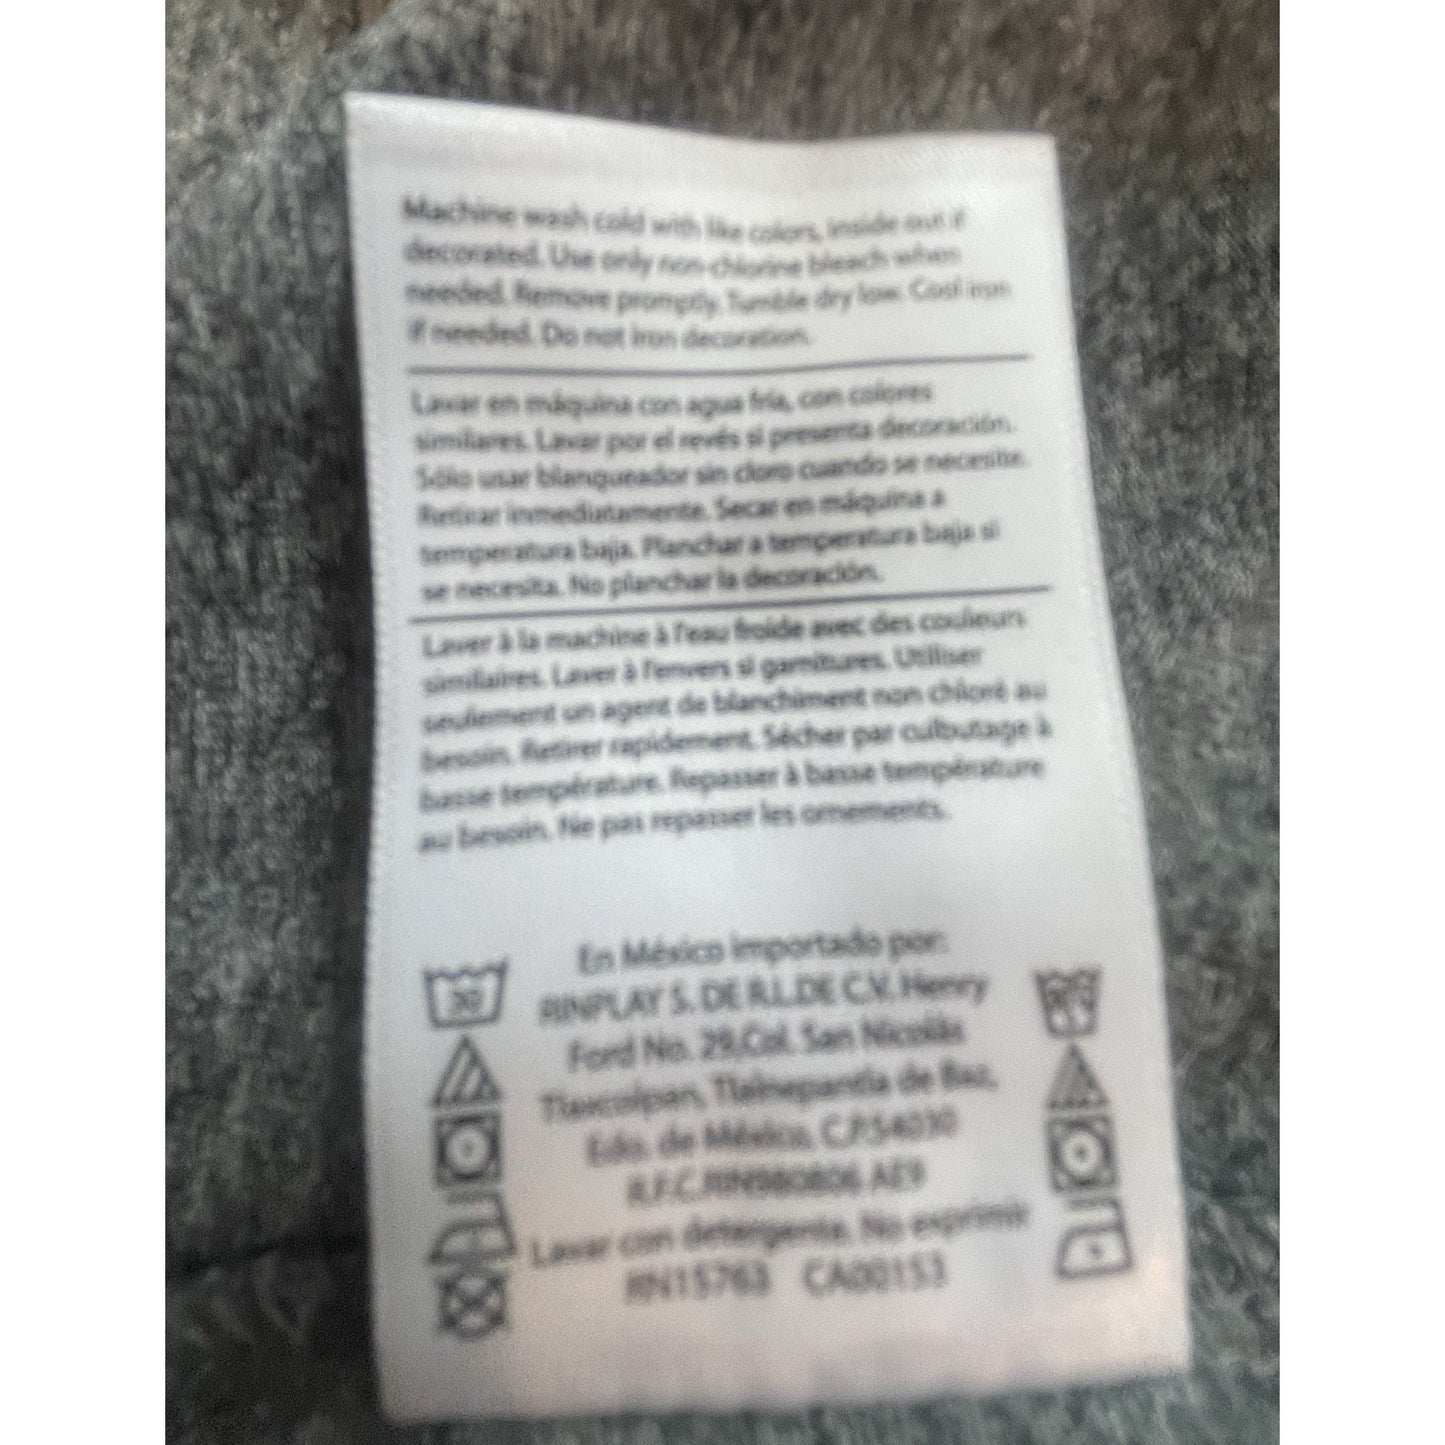 Machine wash cold with like colors, inside out if
decorated. Use only non-chlorine bleach when
needed. Remove promptly. Tumble dry low. Cool iron
if needed. Do not iron decoration.
Lavar en máquina con agua fría, con colores
similares. Lavar por el revés si presenta decoración.
Sólo usar blanqueador sin cloro cuando se necesite.
Retirar inmediatamente. Secar en máquina a
temperatura baja. Planchar a temperatura baja si
se necesita. No planchar la decoración.
Laver à la machine à l'eau froide avec des couleurs
similaires. Laver à l'envers si garnitures. Utiliser
seulement un agent de blanchiment non chloré au
besoin. Retirer rapidement. Sécher par culbutage à
basse température. Repasser à basse température
au besoin. Ne pas repasser les ornements.
30
En México importado por:
RINPLAY S. DE R.L.DE C.V. Henry
Ford No. 29,Col. San Nicolás
Tlaxcolpan, Tlalnepantla de Baz,
Edo. de México, C.P.54030
R.F.C.RIN980806 AE9
Lavar con detergente. No exprimir
RN15763 CA00153